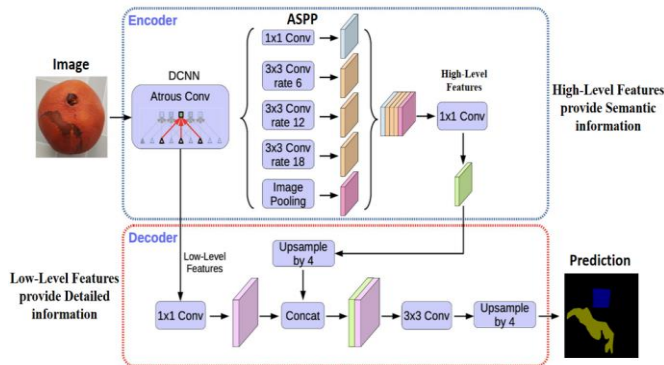 Encoder
ASPP
Image
DCNN
Atrous Conv
1x1 Conv
3x3 Conv
rate 6
3x3 Conv
rate 12
3x3 Conv
rate 18
Image
Pooling
High-Level
Features
1x1 Conv
High-Level Features
provide Semantic
information
Decoder
Low-Level
Features
Upsample
by 4
Low-Level Features
provide Detailed
information
1x1 Conv
Concat
3x3 Conv
Upsample
by 4
Prediction